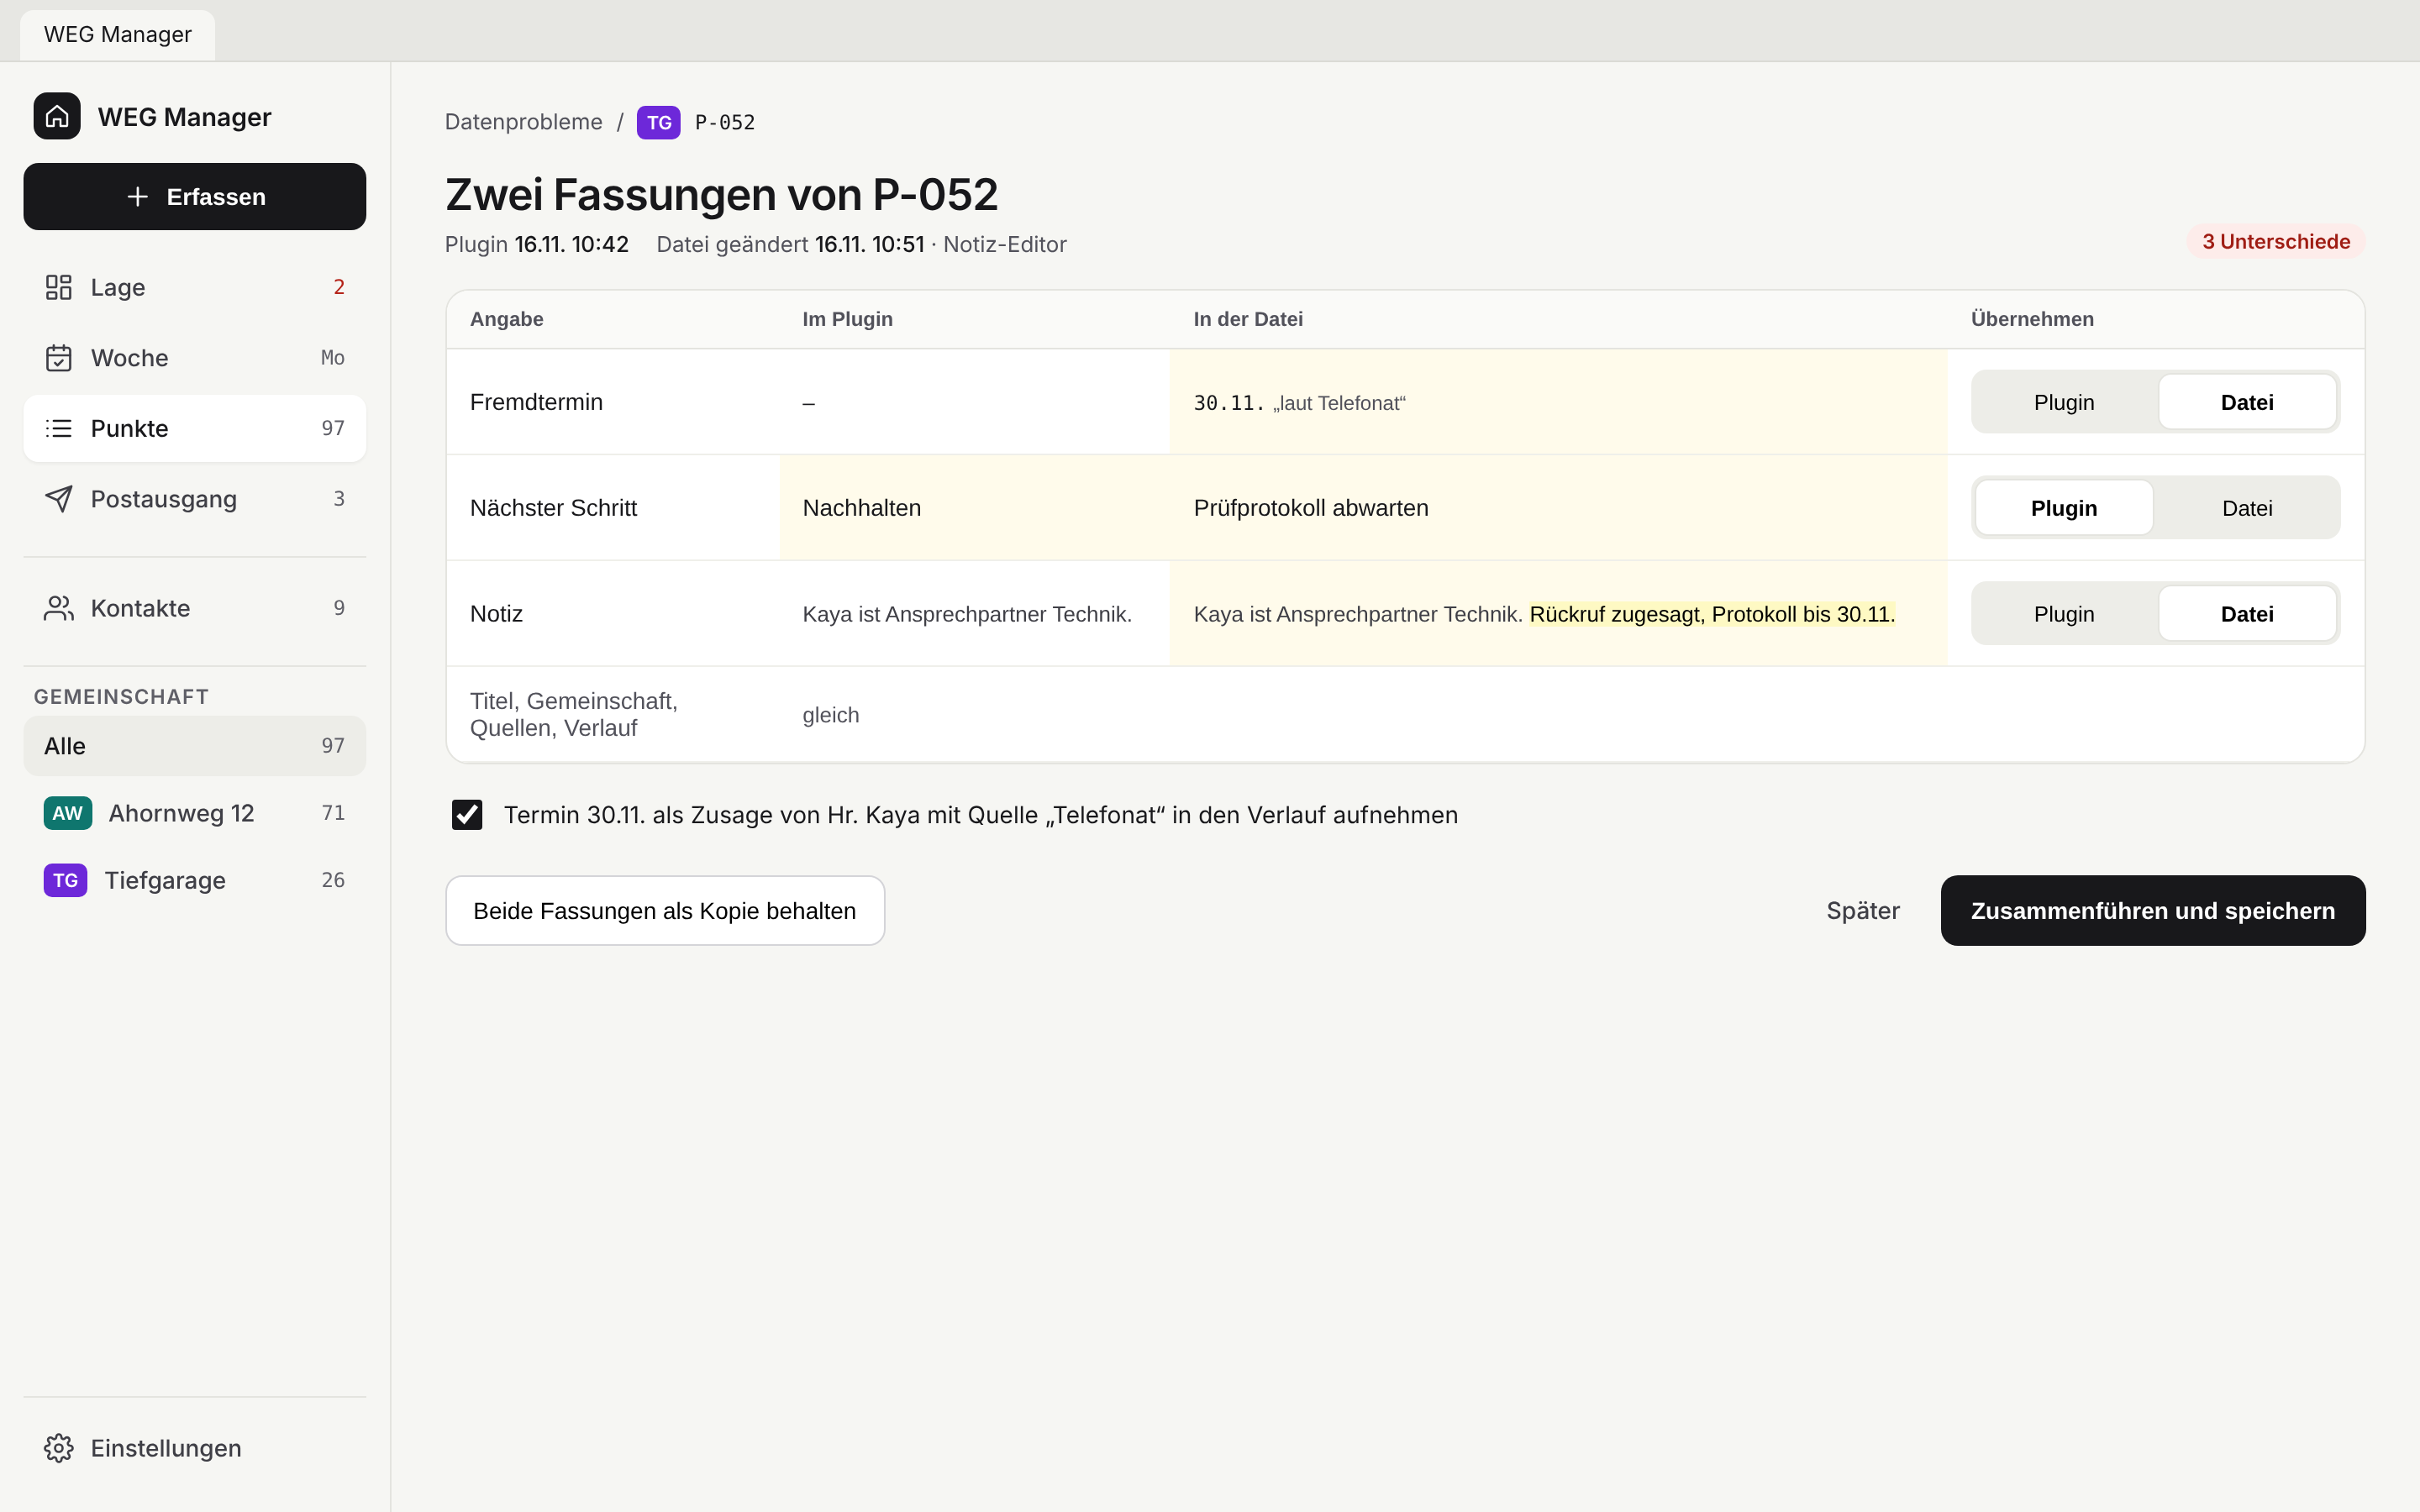 WEG Manager
WEG Manager
Erfassen
Lage 2
Woche Mo
Punkte 97
Postausgang 3
Kontakte 9
GEMEINSCHAFT
Alle 97
AW Ahornweg 12 71
TG Tiefgarage 26
Einstellungen
Datenprobleme / TG P-052
Zwei Fassungen von P-052
Plugin 16.11. 10:42 Datei geändert 16.11. 10:51 · Notiz-Editor
3 Unterschiede
Angabe Im Plugin In der Datei Übernehmen
Fremdtermin – 30.11. „laut Telefonat“ Plugin Datei
Nächster Schritt Nachhalten Prüfprotokoll abwarten Plugin Datei
Notiz Kaya ist Ansprechpartner Technik. Kaya ist Ansprechpartner Technik. Rückruf zugesagt, Protokoll bis 30.11. Plugin Datei
Titel, Gemeinschaft,
Quellen, Verlauf
gleich
Termin 30.11. als Zusage von Hr. Kaya mit Quelle „Telefonat“ in den Verlauf aufnehmen
Beide Fassungen als Kopie behalten
Später
Zusammenführen und speichern